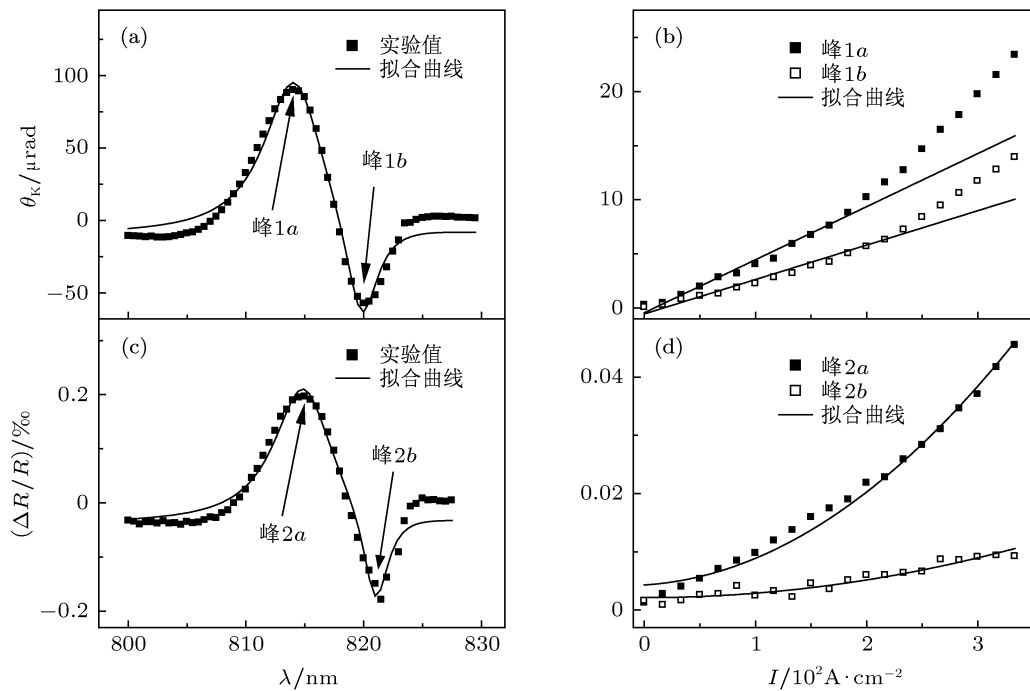 (a)
■ 实验值
— 拟合曲线
峰1a
峰1b
100
50
0
−50
θK/μrad
(b)
■ 峰1a
□ 峰1b
— 拟合曲线
20
10
0
(c)
■ 实验值
— 拟合曲线
峰2a
峰2b
0.2
0
−0.2
(ΔR/R)/‰
800 810 820 830
λ/nm
(d)
■ 峰2a
□ 峰2b
— 拟合曲线
0.04
0.02
0
0 1 2 3
I/10²A·cm⁻²